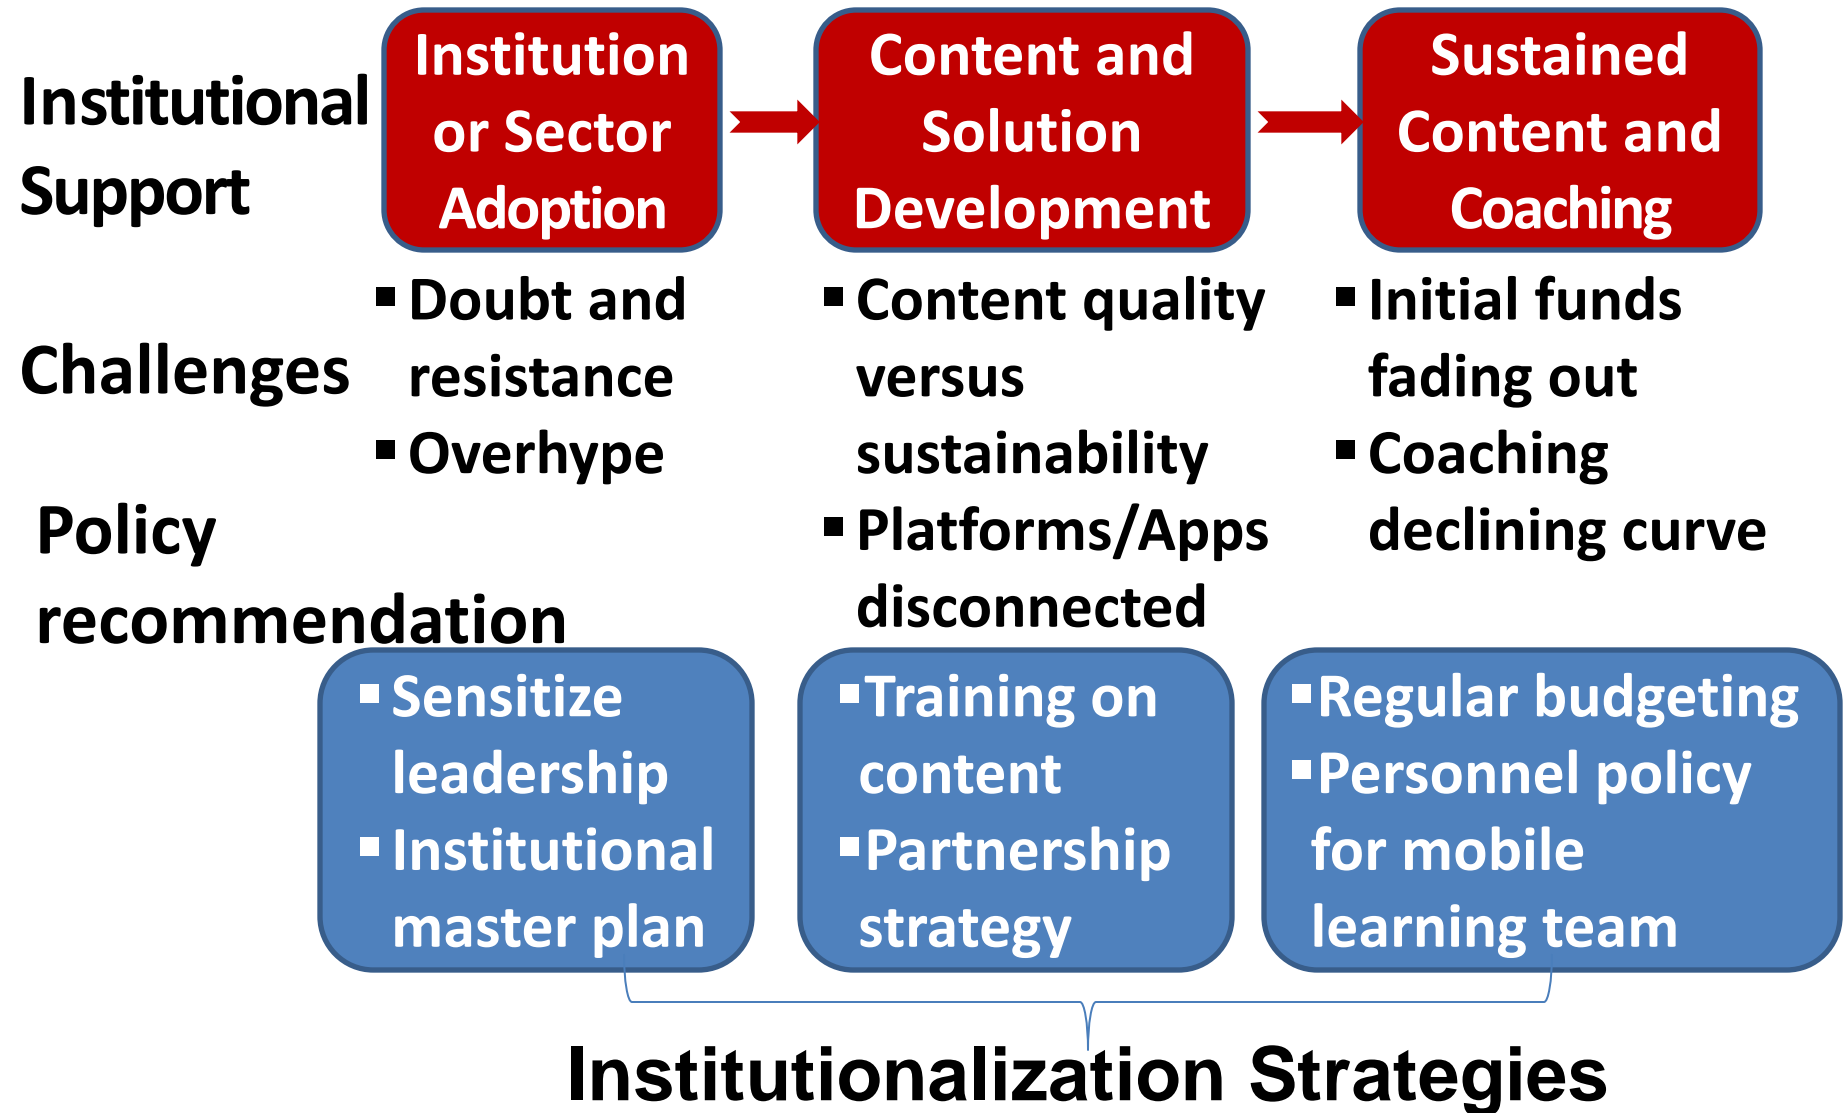 Institutional
Support
Institution
or Sector
Adoption
Content and
Solution
Development
Sustained
Content and
Coaching
Challenges
▪ Doubt and
resistance
▪ Overhype
▪ Content quality
versus
sustainability
▪ Platforms/Apps
disconnected
▪ Initial funds
fading out
▪ Coaching
declining curve
Policy
recommendation
▪ Sensitize
leadership
▪ Institutional
master plan
▪Training on
content
▪Partnership
strategy
▪Regular budgeting
▪Personnel policy
for mobile
learning team
Institutionalization Strategies